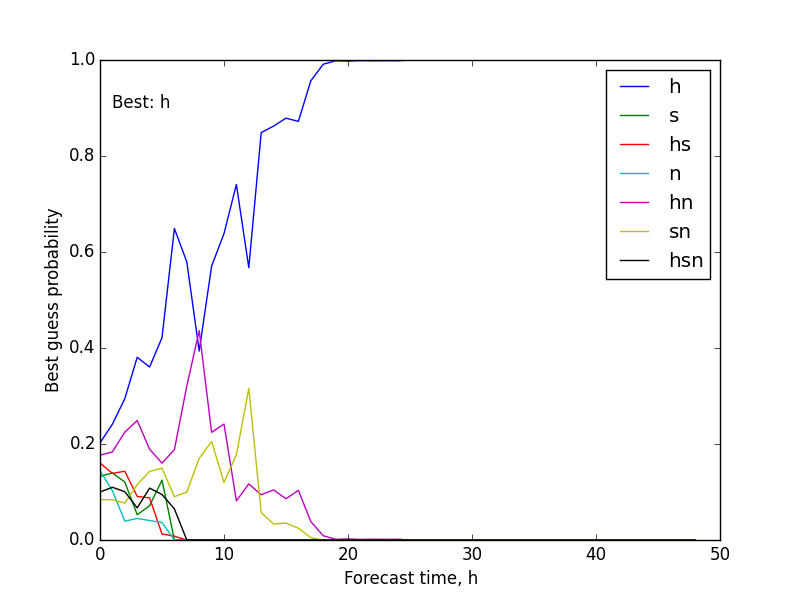 1.0
0.8
0.6
0.4
0.2
0.0
Best guess probability
Best: h
h
s
hs
n
hn
sn
hsn
0 10 20 30 40 50
Forecast time, h